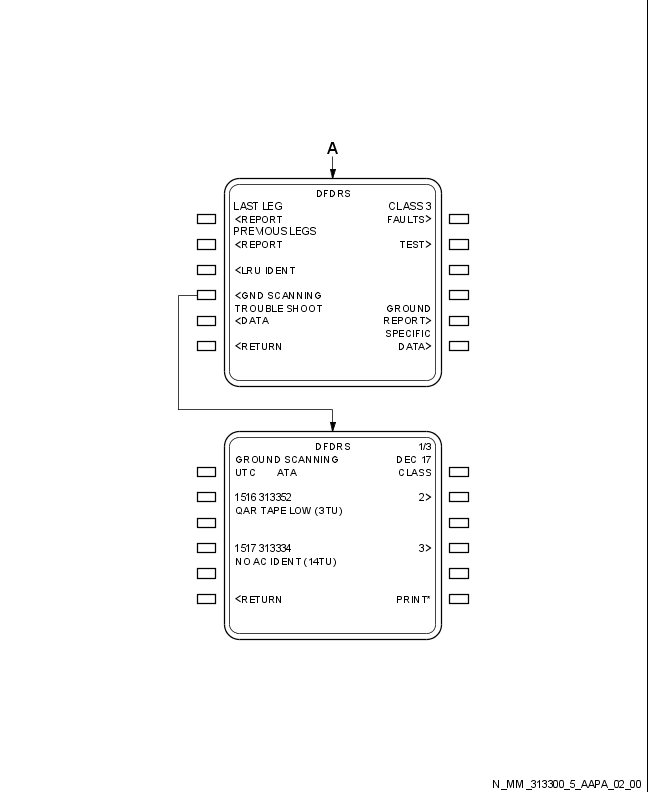 A
DFDRS
LAST LEG CLASS 3
<REPORT FAULTS>
PREVIOUS LEGS
<REPORT TEST>
<LRU IDENT
<GND SCANNING
TROUBLE SHOOT GROUND
<DATA REPORT>
SPECIFIC
<RETURN DATA>
DFDRS 1/3
GROUND SCANNING DEC 17
UTC ATA CLASS
1516 313352 2>
QAR TAPE LOW (3TU)
1517 313334 3>
NO AC IDENT (14TU)
<RETURN PRINT*
N_MM_313300_5_AAPA_02_00